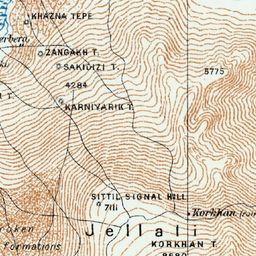 KHAZNA TEPE
ZANGAKH T.
SAKIDIZI T.
5775
4284
KARNIYARIK T.
SITTIL SIGNAL HILL
7111
Korkhan
Jellali
KORKHAN T.
Formations